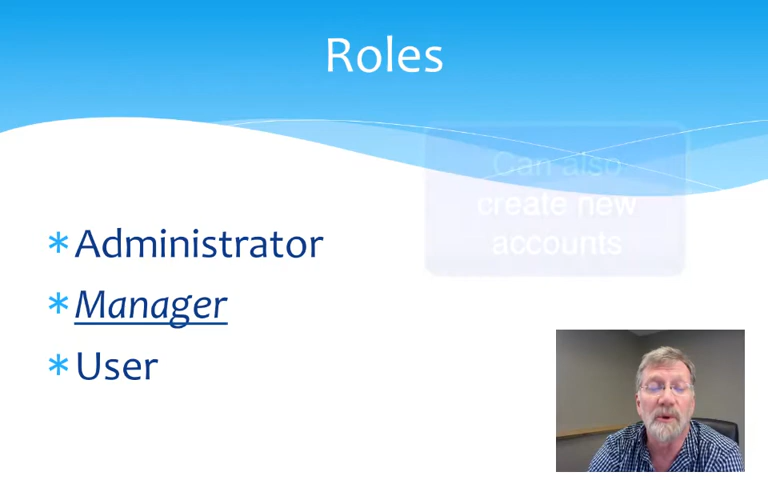 Roles
Can also
create new
accounts
* Administrator
* Manager
* User